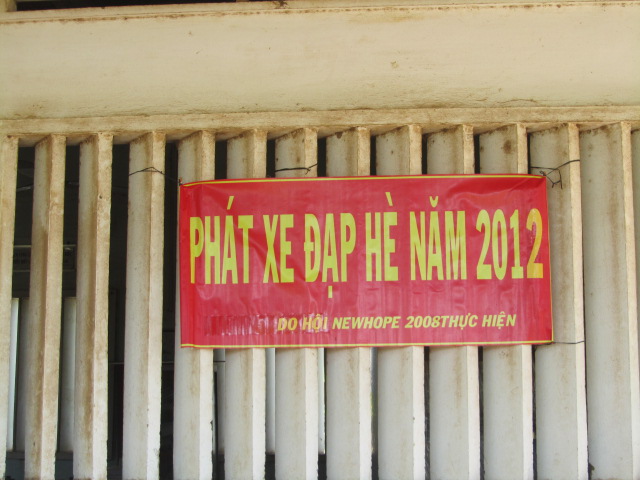 PHÁT XE ĐẠP HÈ NĂM 2012
DO HỘI NEWHOPE 2008THỰC HIỆN